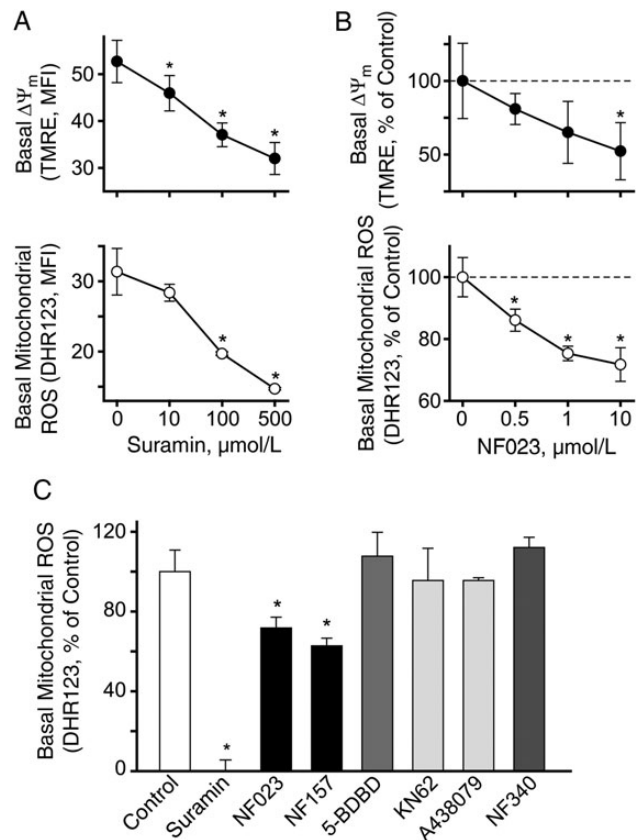 A
Basal ΔΨm
(TMRE, MFI)
50
40
30
Basal Mitochondrial
ROS (DHR123, MFI)
30
20
0 10 100 500
Suramin, µmol/L
* * *
* *
B
Basal ΔΨm
(TMRE, % of Control)
100
50
*
Basal Mitochondrial ROS
(DHR123, % of Control)
100
80
60
* * *
0 0.5 1 10
NF023, µmol/L
C
Basal Mitochondrial ROS
(DHR123, % of Control)
120
80
40
0
* * *
Control Suramin NF023 NF157 5-BDBD KN62 A438079 NF340